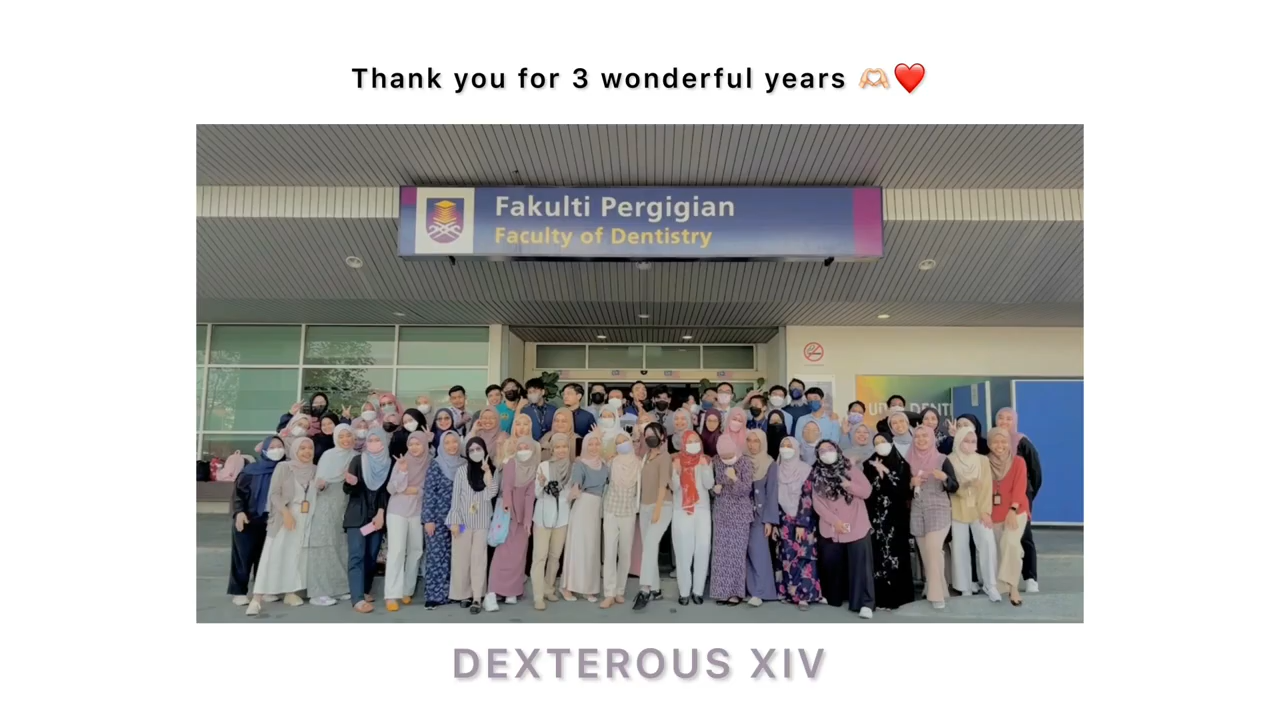 Thank you for 3 wonderful years 🫶🏻❤️
Fakulti Pergigian
Faculty of Dentistry
DEXTEROUS XIV